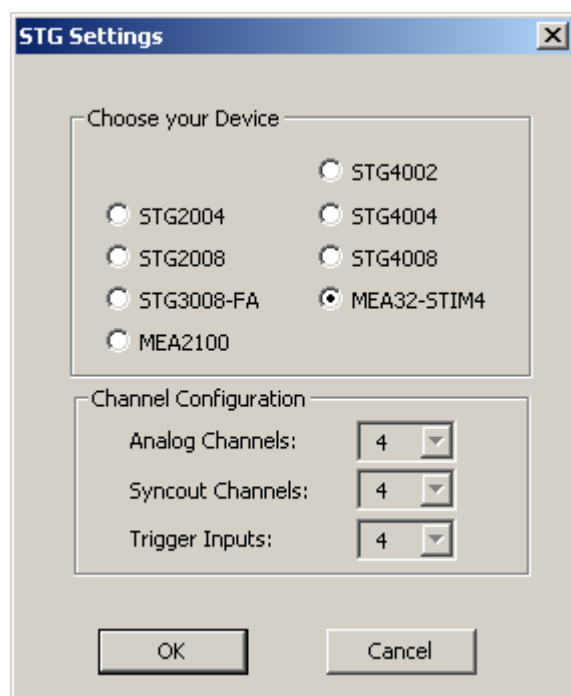 STG Settings
Choose your Device
STG4002
STG2004 STG4004
STG2008 STG4008
STG3008-FA MEA32-STIM4
MEA2100
Channel Configuration
Analog Channels: 4
Syncout Channels: 4
Trigger Inputs: 4
OK Cancel